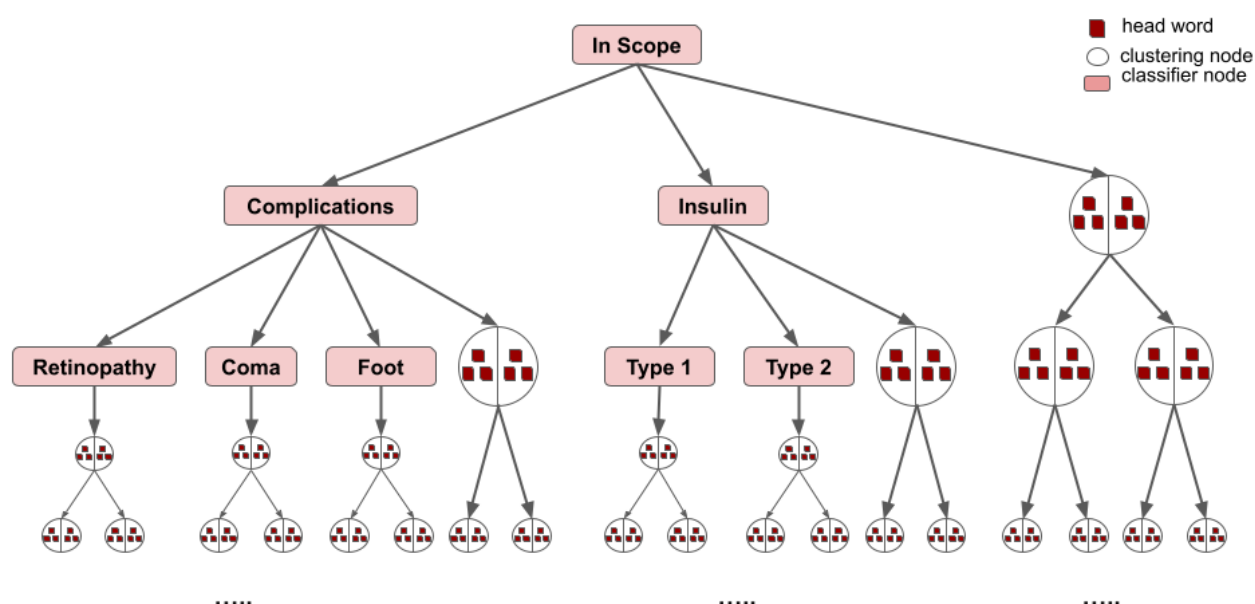 In Scope
head word
clustering node
classifier node
Complications
Insulin
Retinopathy
Coma
Foot
Type 1
Type 2
.....
.....
.....